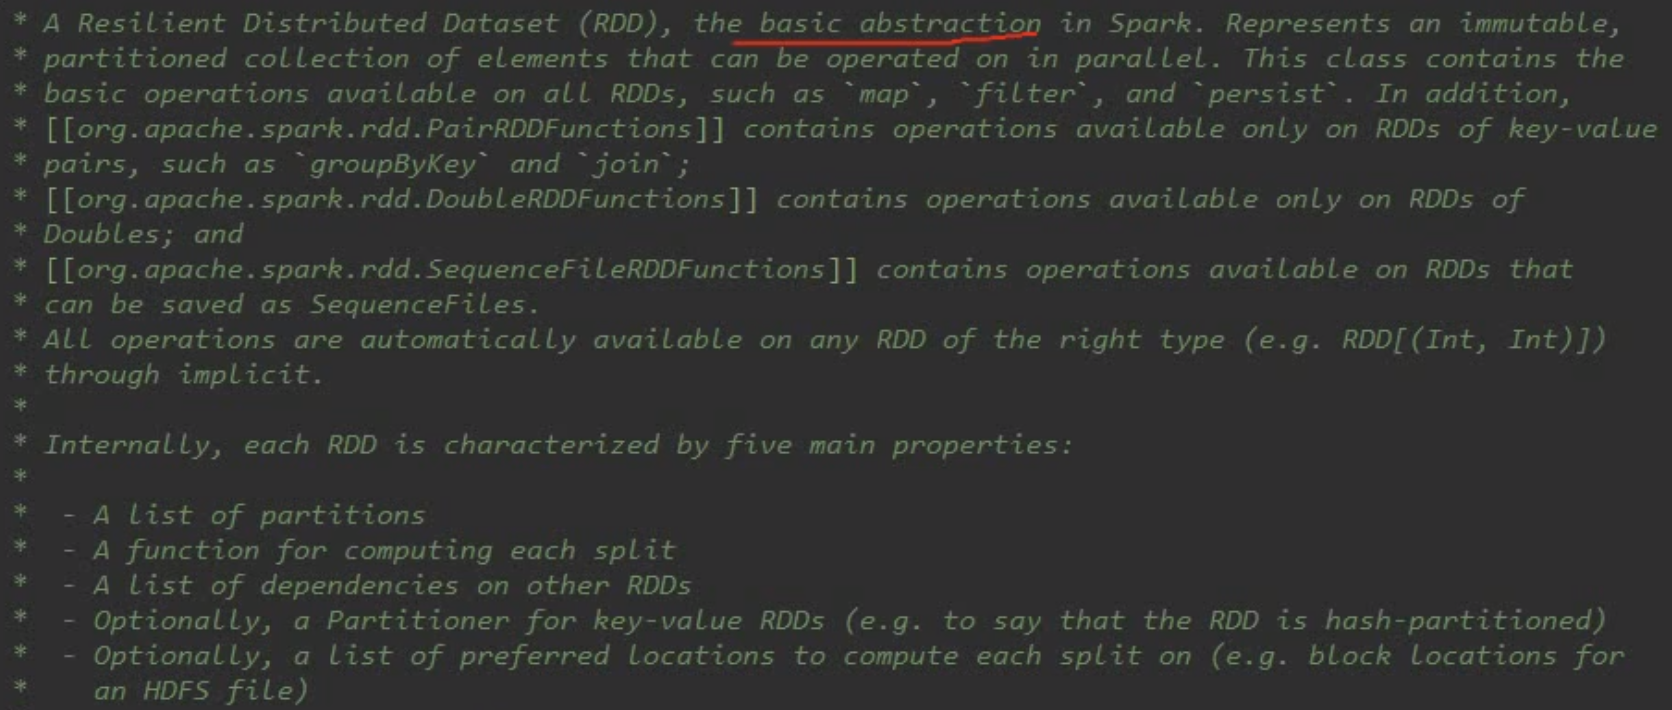 * A Resilient Distributed Dataset (RDD), the basic abstraction in Spark. Represents an immutable,
* partitioned collection of elements that can be operated on in parallel. This class contains the
* basic operations available on all RDDs, such as `map`, `filter`, and `persist`. In addition,
* [[org.apache.spark.rdd.PairRDDFunctions]] contains operations available only on RDDs of key-value
* pairs, such as `groupByKey` and `join`;
* [[org.apache.spark.rdd.DoubleRDDFunctions]] contains operations available only on RDDs of
* Doubles; and
* [[org.apache.spark.rdd.SequenceFileRDDFunctions]] contains operations available on RDDs that
* can be saved as SequenceFiles.
* All operations are automatically available on any RDD of the right type (e.g. RDD[(Int, Int)])
* through implicit.
*
* Internally, each RDD is characterized by five main properties:
*
*  - A list of partitions
*  - A function for computing each split
*  - A list of dependencies on other RDDs
*  - Optionally, a Partitioner for key-value RDDs (e.g. to say that the RDD is hash-partitioned)
*  - Optionally, a list of preferred locations to compute each split on (e.g. block locations for
*    an HDFS file)